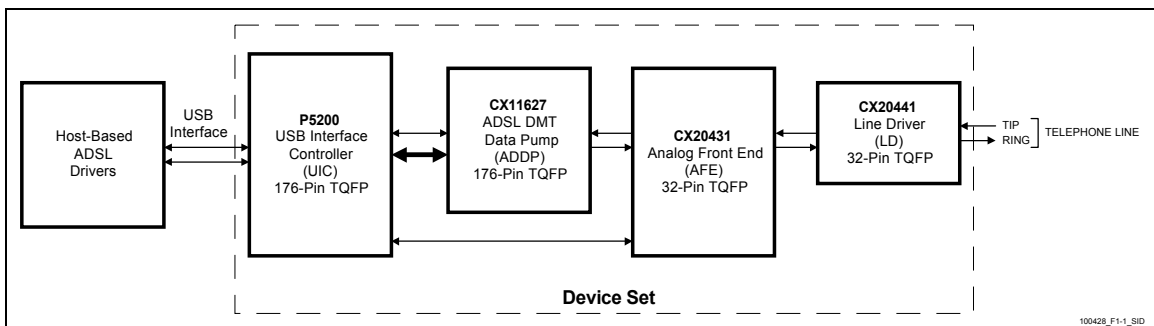 Host-Based
ADSL
Drivers
USB
Interface
P5200
USB Interface
Controller
(UIC)
176-Pin TQFP
CX11627
ADSL DMT
Data Pump
(ADDP)
176-Pin TQFP
CX20431
Analog Front End
(AFE)
32-Pin TQFP
CX20441
Line Driver
(LD)
32-Pin TQFP
TIP
RING
TELEPHONE LINE
Device Set
100428_F1-1_SID